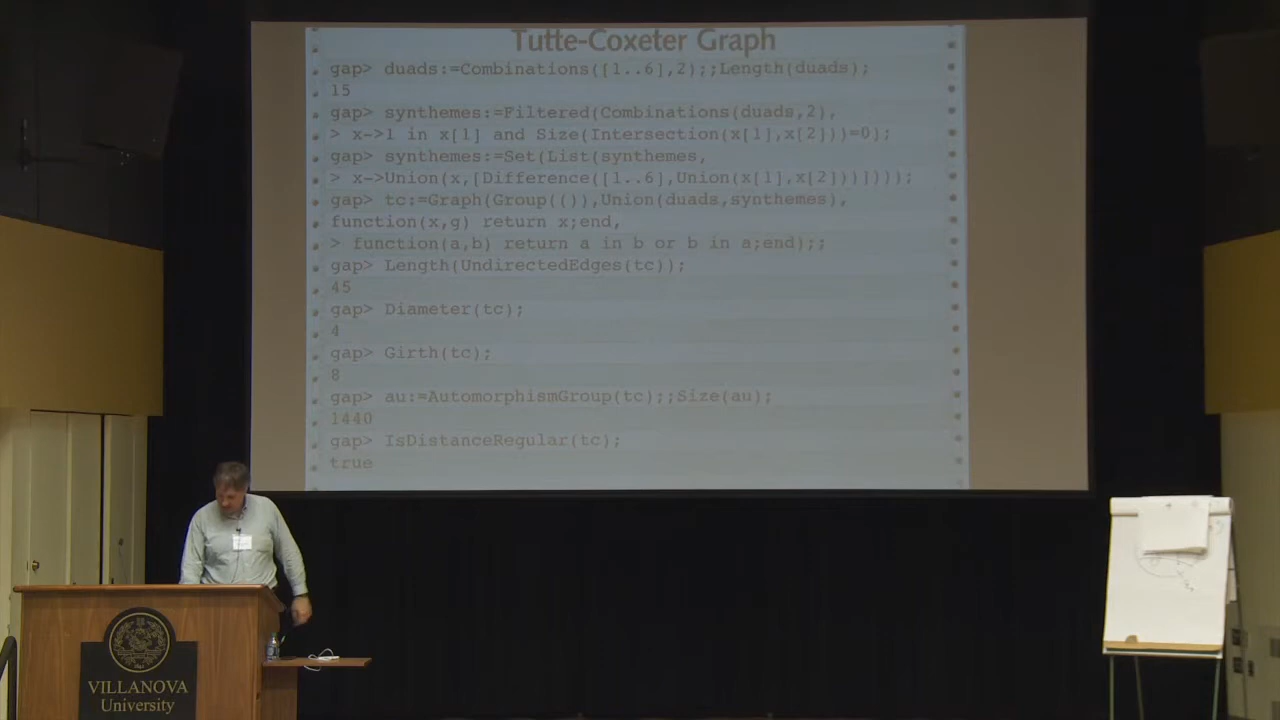 Tutte-Coxeter Graph
gap> duads:=Combinations([1..6],2);;Length(duads);
15
gap> synthemes:=Filtered(Combinations(duads,2),
> x->1 in x[1] and Size(Intersection(x[1],x[2]))=0);
gap> synthemes:=Set(List(synthemes,
> x->Union(x,[Difference([1..6],Union(x[1],x[2]))])));
gap> tc:=Graph(Group(()),Union(duads,synthemes),
function(x,g) return x;end,
> function(a,b) return a in b or b in a;end);;
gap> Length(UndirectedEdges(tc));
45
gap> Diameter(tc);
4
gap> Girth(tc);
8
gap> au:=AutomorphismGroup(tc);;Size(au);
1440
gap> IsDistanceRegular(tc);
true
VILLANOVA
University